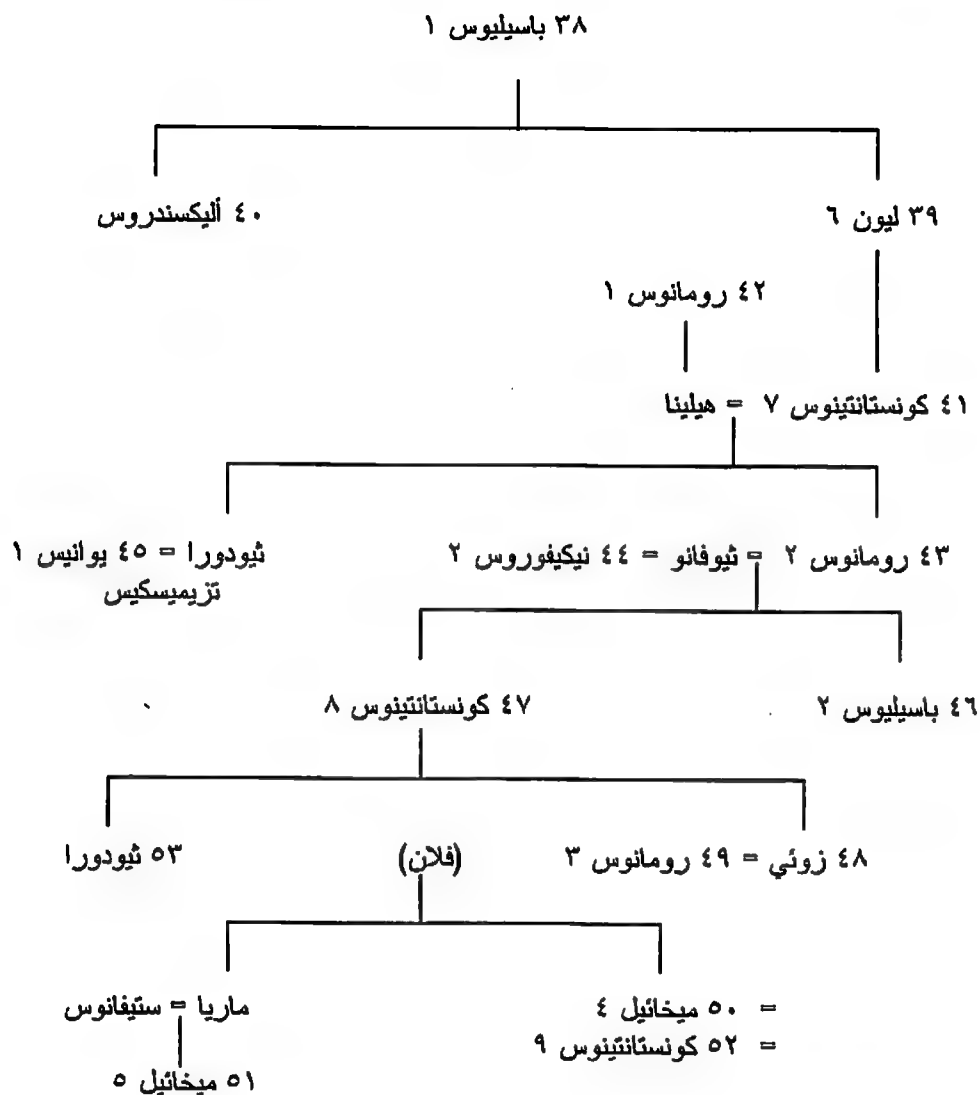 ٣٨ باسيليوس ١
٣٩ ليون ٦
٤٠ أليكسندروس
٤٢ رومانوس ١
٤١ كونستانتينوس ٧ = هيلينا
٤٣ رومانوس ٢ = ثيوفانو = ٤٤ نيكيفوروس ٢
ثيودورا = ٤٥ يوانيس ١
تزيميسكيس
٤٦ باسيليوس ٢
٤٧ كونستانتينوس ٨
٤٨ زوئي = ٤٩ رومانوس ٣
(فلان)
٥٣ ثيودورا
= ٥٠ ميخائيل ٤
= ٥٢ كونستانتينوس ٩
ماريا = ستيفانوس
٥١ ميخائيل ٥